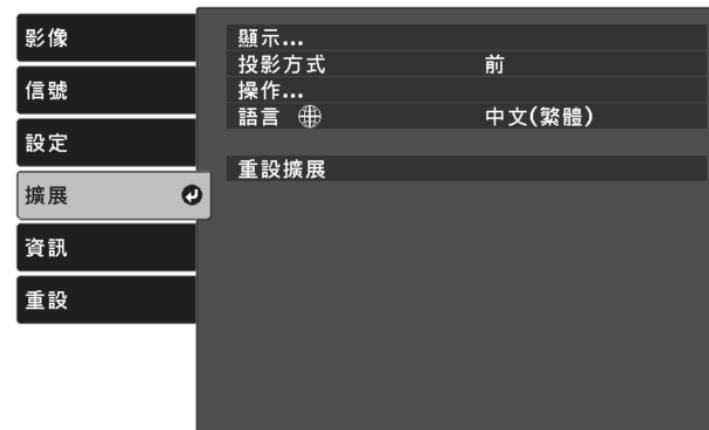 影像
信號
設定
擴展
資訊
重設
顯示...
投影方式 前
操作...
語言 中文(繁體)
重設擴展